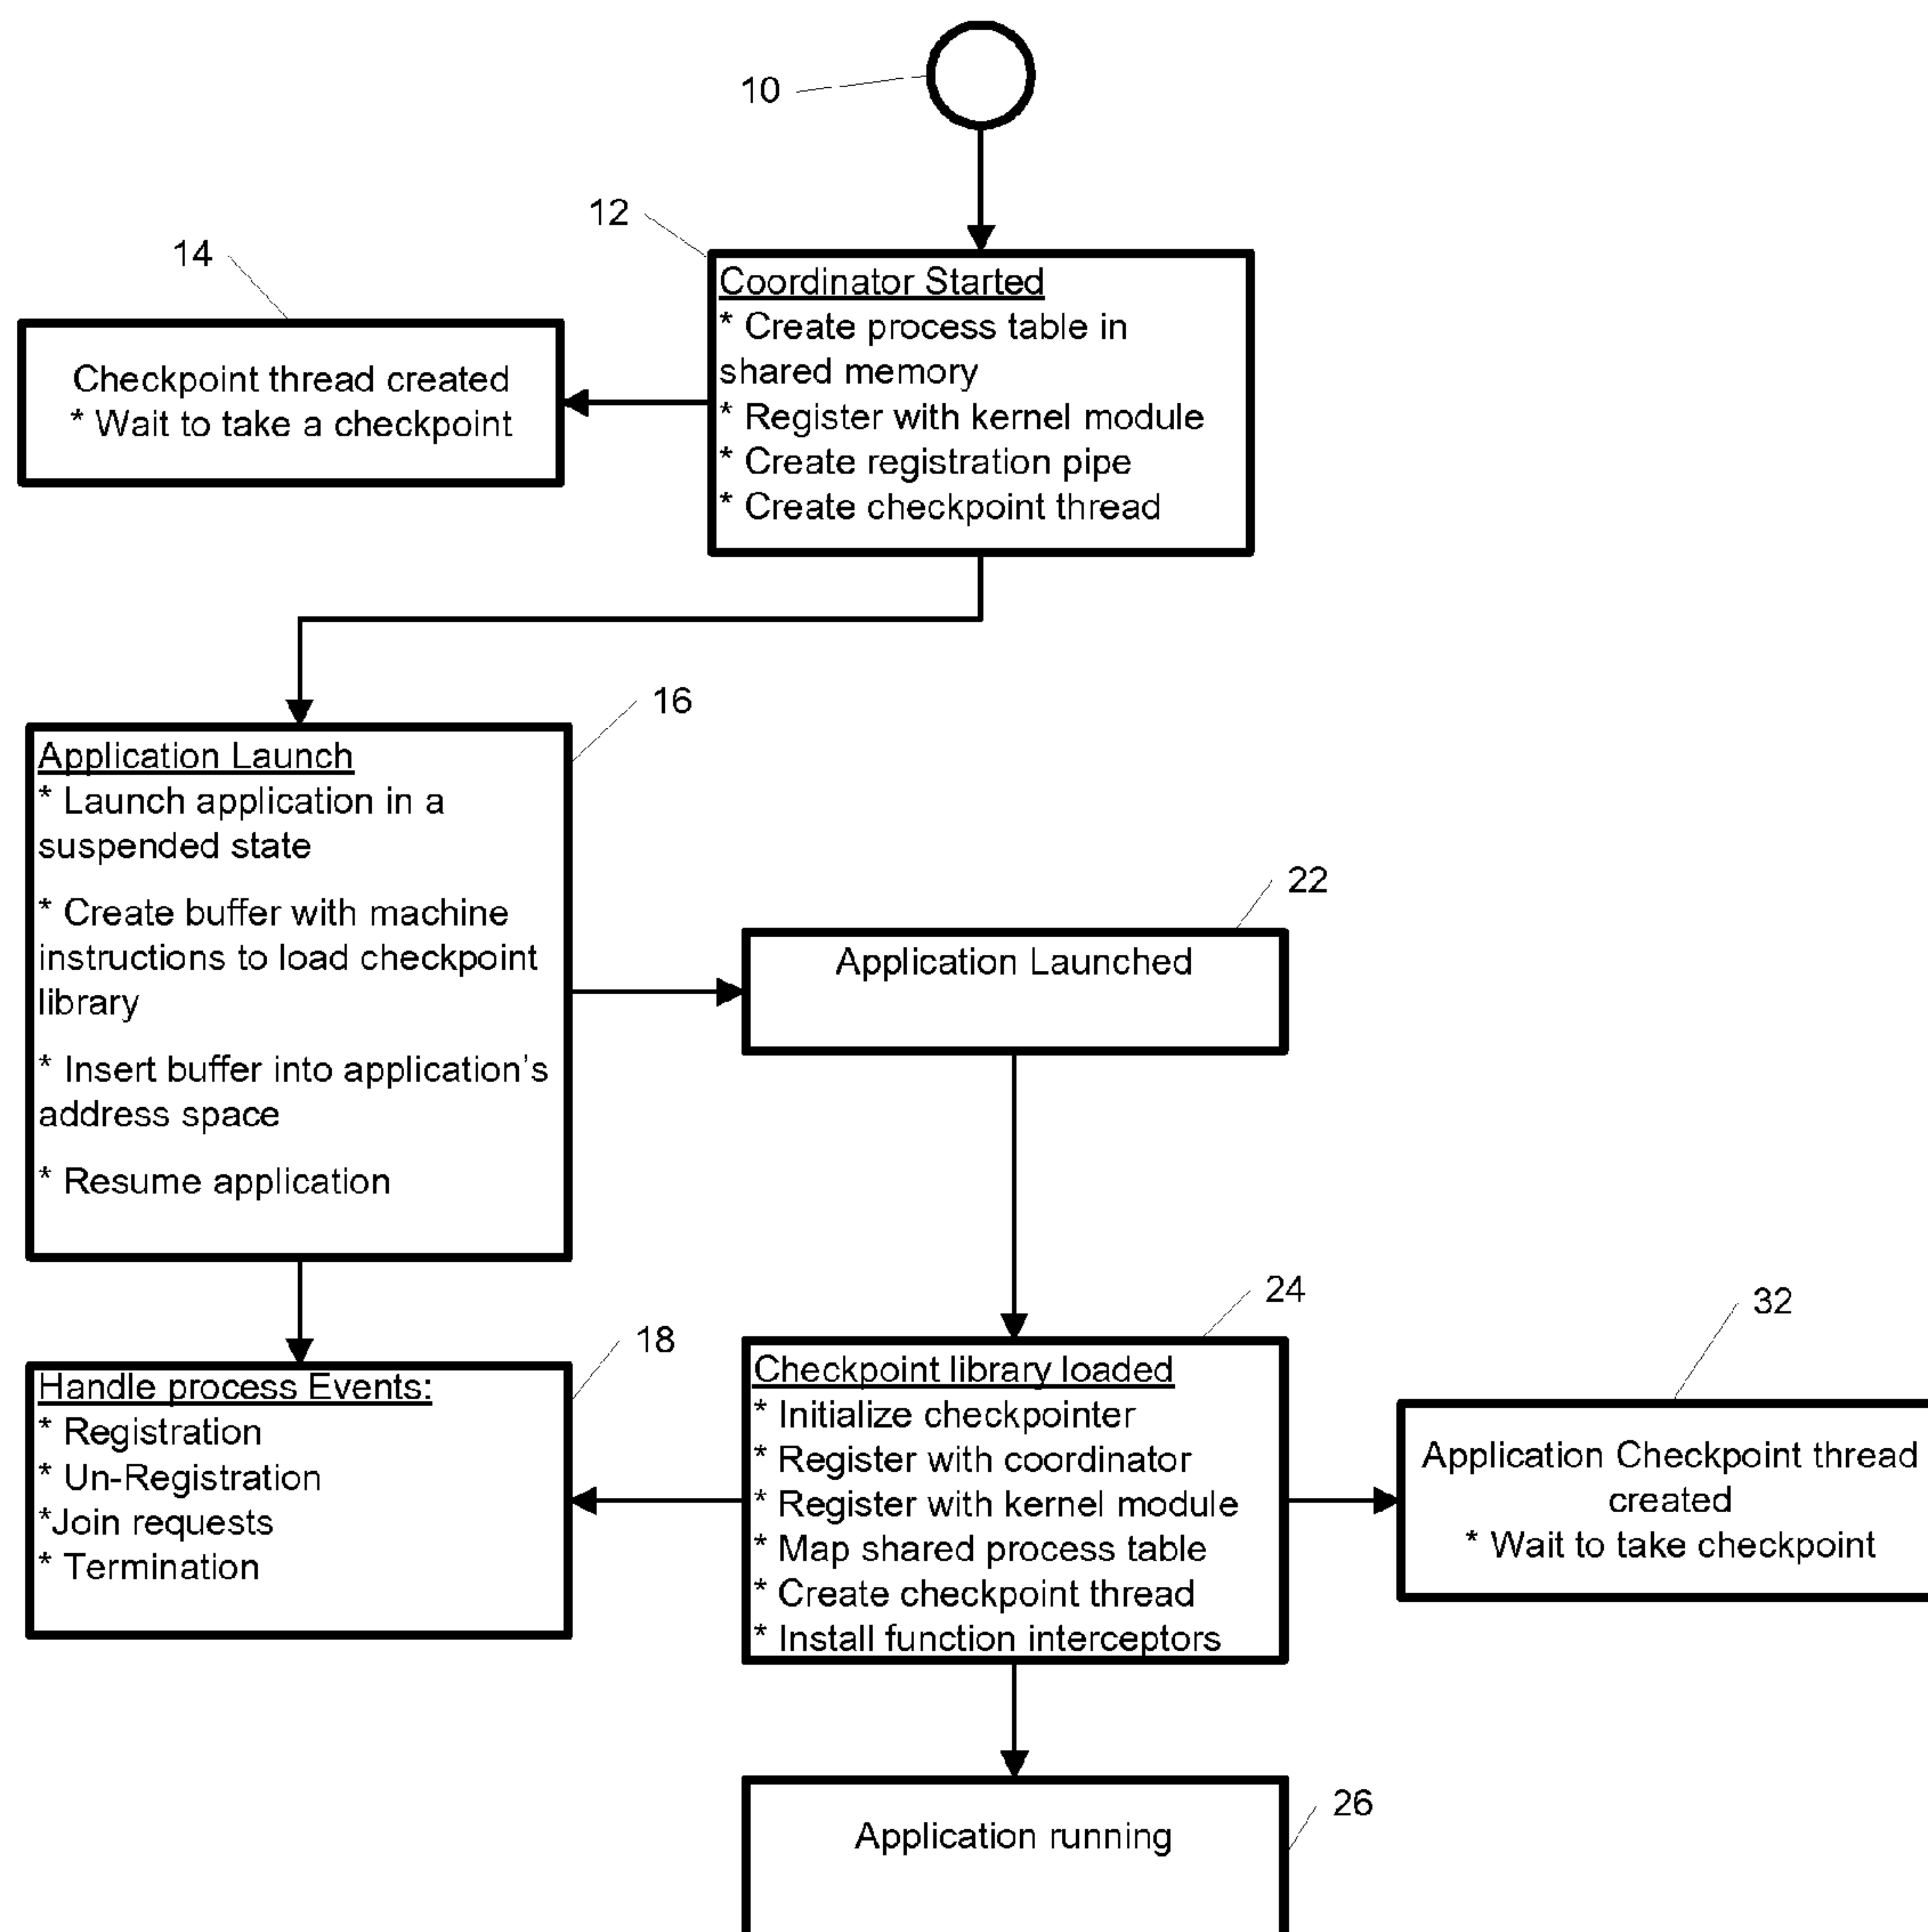 10
12
Coordinator Started
* Create process table in
shared memory
* Register with kernel module
* Create registration pipe
* Create checkpoint thread
14
Checkpoint thread created
* Wait to take a checkpoint
16
Application Launch
* Launch application in a
suspended state
* Create buffer with machine
instructions to load checkpoint
library
* Insert buffer into application's
address space
* Resume application
22
Application Launched
18
Handle process Events:
* Registration
* Un-Registration
*Join requests
* Termination
24
Checkpoint library loaded
* Initialize checkpointer
* Register with coordinator
* Register with kernel module
* Map shared process table
* Create checkpoint thread
* Install function interceptors
32
Application Checkpoint thread
created
* Wait to take checkpoint
26
Application running